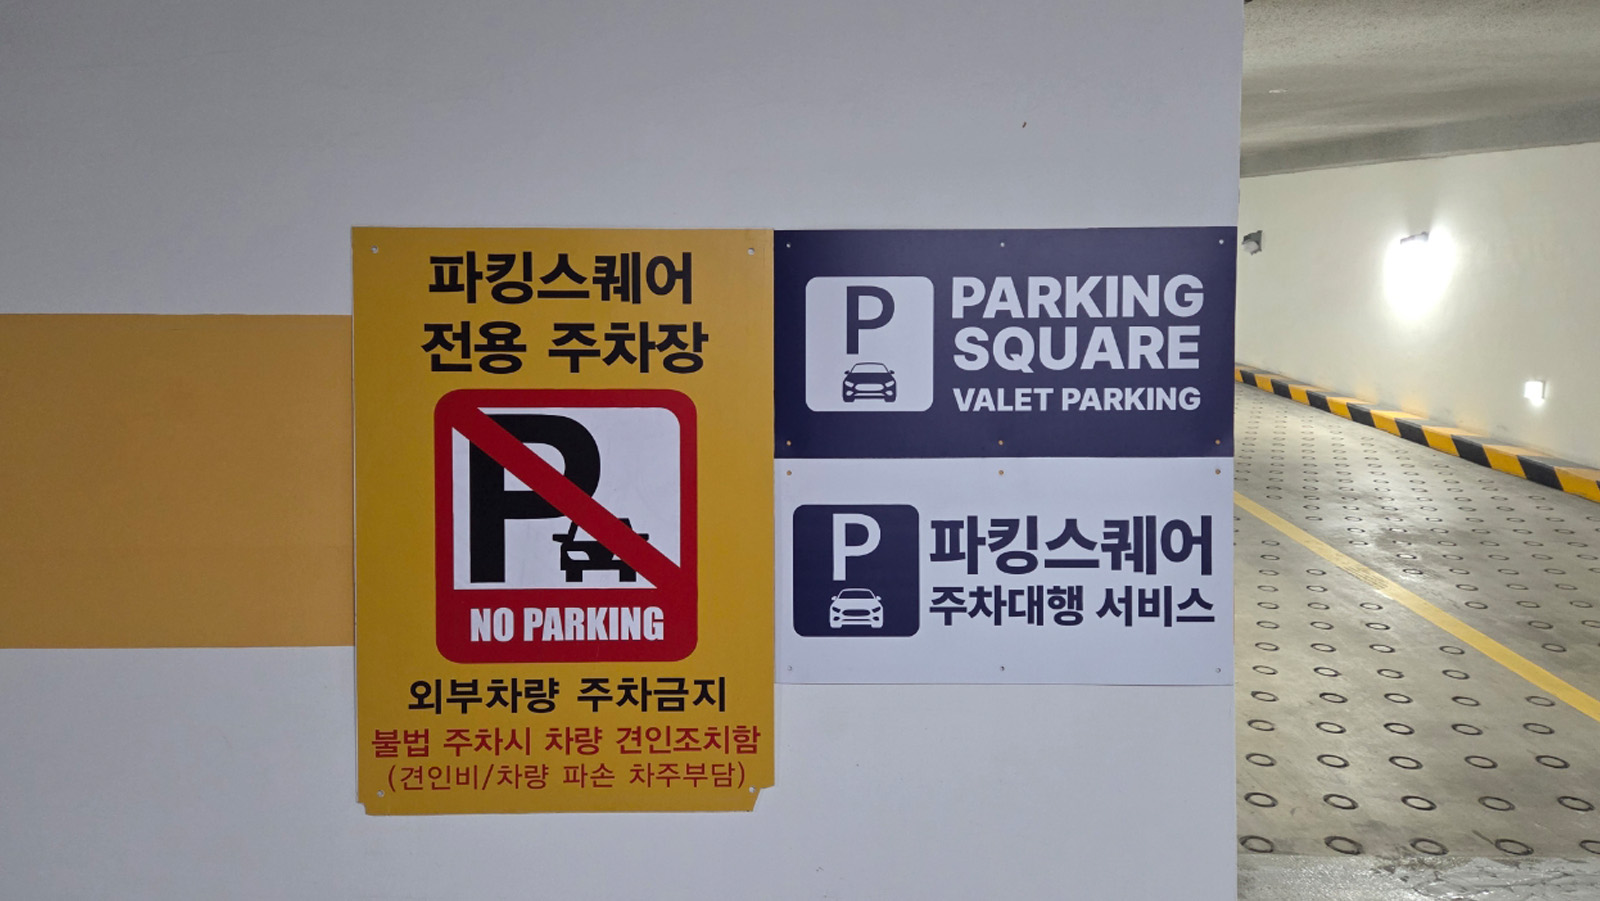 파킹스퀘어
전용 주차장
P
NO PARKING
외부차량 주차금지
불법 주차시 차량 견인조치함
(견인비/차량 파손 차주부담)
P
PARKING
SQUARE
VALET PARKING
P
파킹스퀘어
주차대행 서비스